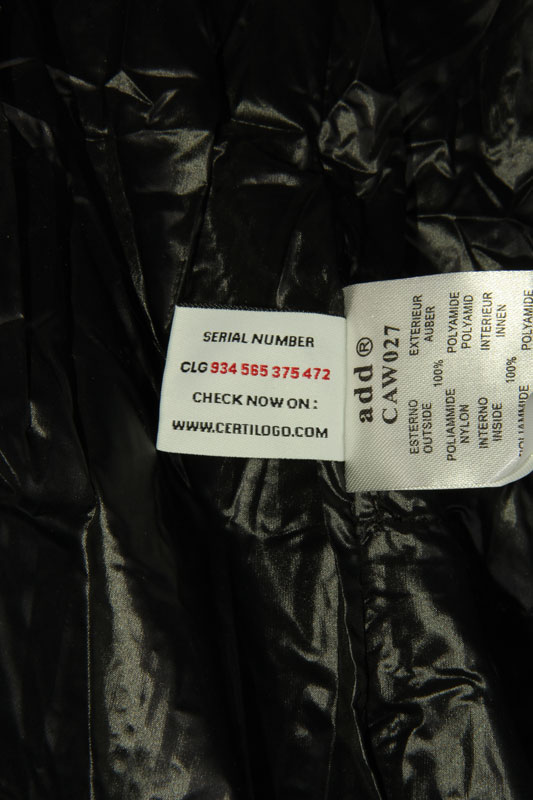 SERIAL NUMBER
CLG 934 565 375 472
CHECK NOW ON :
WWW.CERTILOGO.COM
add ®
CAW027
ESTERNO EXTERIEUR
OUTSIDE AUBER
100%
POLIAMMIDE POLYAMIDE
NYLON POLYAMID
INTERNO INTERIEUR
INSIDE INNEN
100%
POLYAMIDE